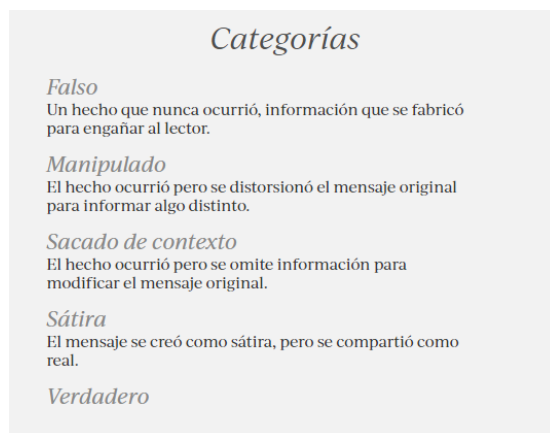 Categorías
Falso
Un hecho que nunca ocurrió, información que se fabricó
para engañar al lector.
Manipulado
El hecho ocurrió pero se distorsionó el mensaje original
para informar algo distinto.
Sacado de contexto
El hecho ocurrió pero se omite información para
modificar el mensaje original.
Sátira
El mensaje se creó como sátira, pero se compartió como
real.
Verdadero